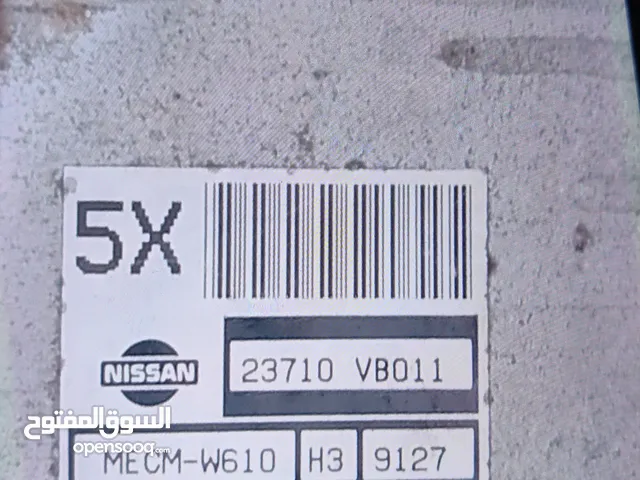 5X
NISSAN
23710 VB011
السوق المفتوح
opensooq.com
MECM-W610 H3 9127